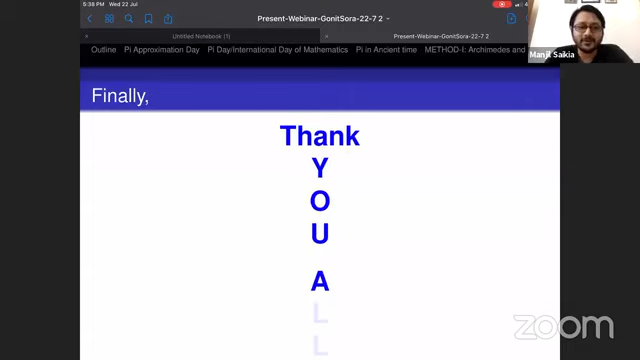 5:38 PM Wed 22 Jul
Present-Webinar-GonitSora-22-7 2
Untitled Notebook (1)
Present-Webinar-GonitSora-22-7 2
Outline Pi Approximation Day Pi Day/International Day of Mathematics Pi in Ancient time METHOD-I: Archimedes and
Manjil Saikia
Finally,
Thank
Y
O
U
A
L
L
zoom